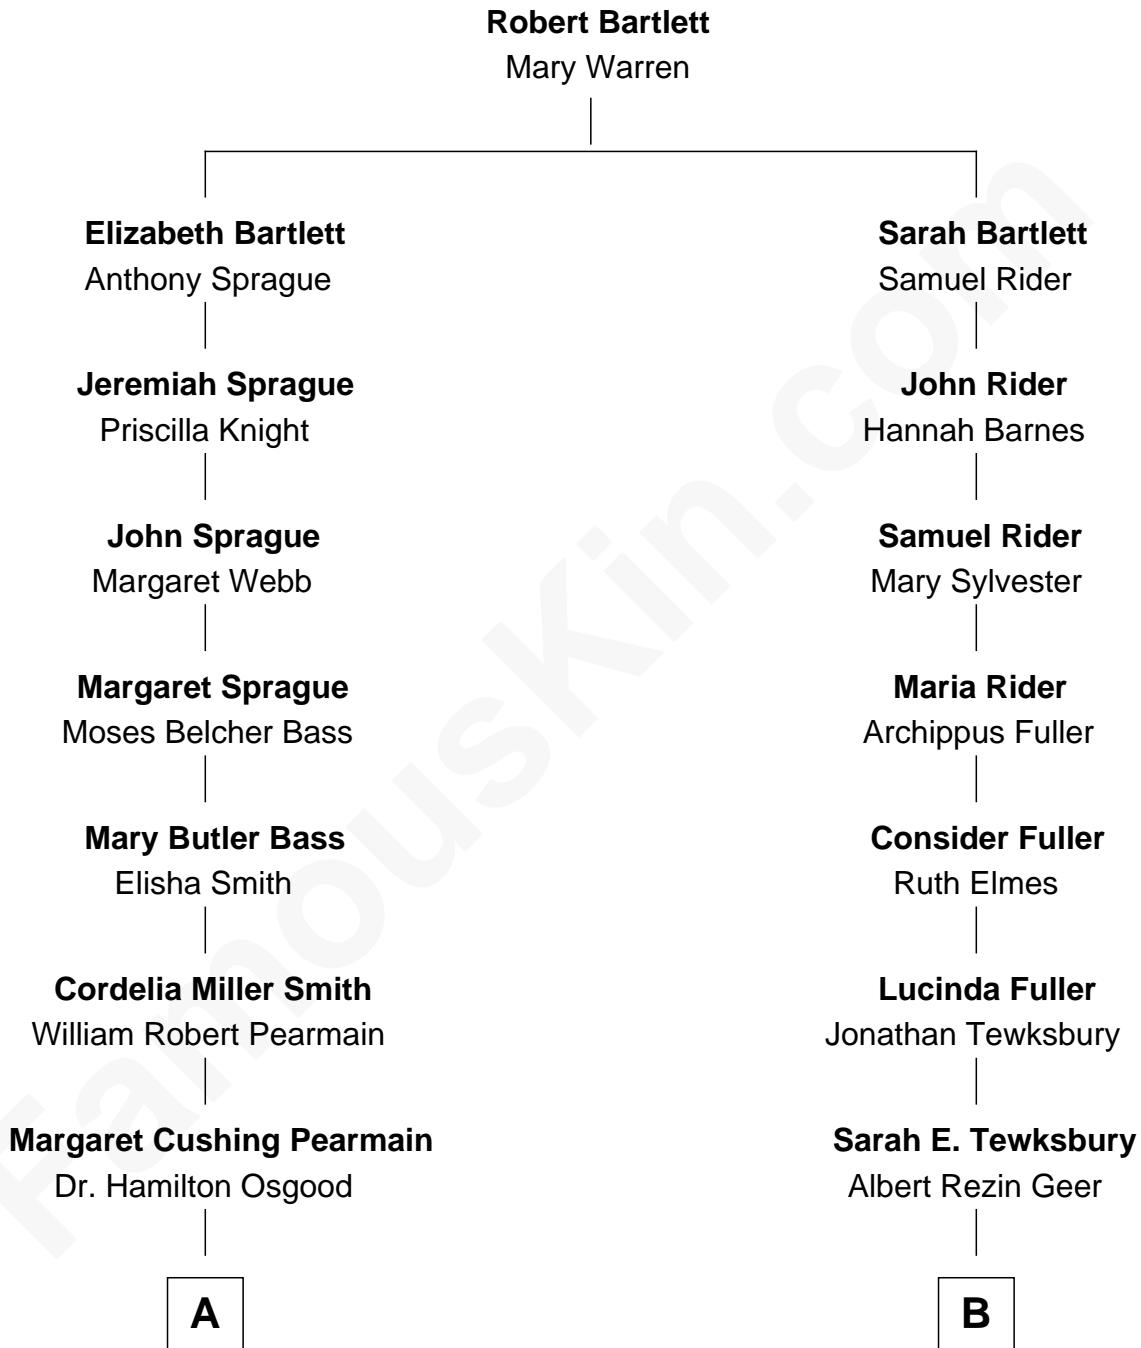 Robert Bartlett
Mary Warren
Elizabeth Bartlett
Anthony Sprague
Sarah Bartlett
Samuel Rider
Jeremiah Sprague
Priscilla Knight
John Rider
Hannah Barnes
John Sprague
Margaret Webb
Samuel Rider
Mary Sylvester
Margaret Sprague
Moses Belcher Bass
Maria Rider
Archippus Fuller
Mary Butler Bass
Elisha Smith
Consider Fuller
Ruth Elmes
Cordelia Miller Smith
William Robert Pearmain
Lucinda Fuller
Jonathan Tewksbury
Margaret Cushing Pearmain
Dr. Hamilton Osgood
Sarah E. Tewksbury
Albert Rezin Geer
A
B
FamousKin.com